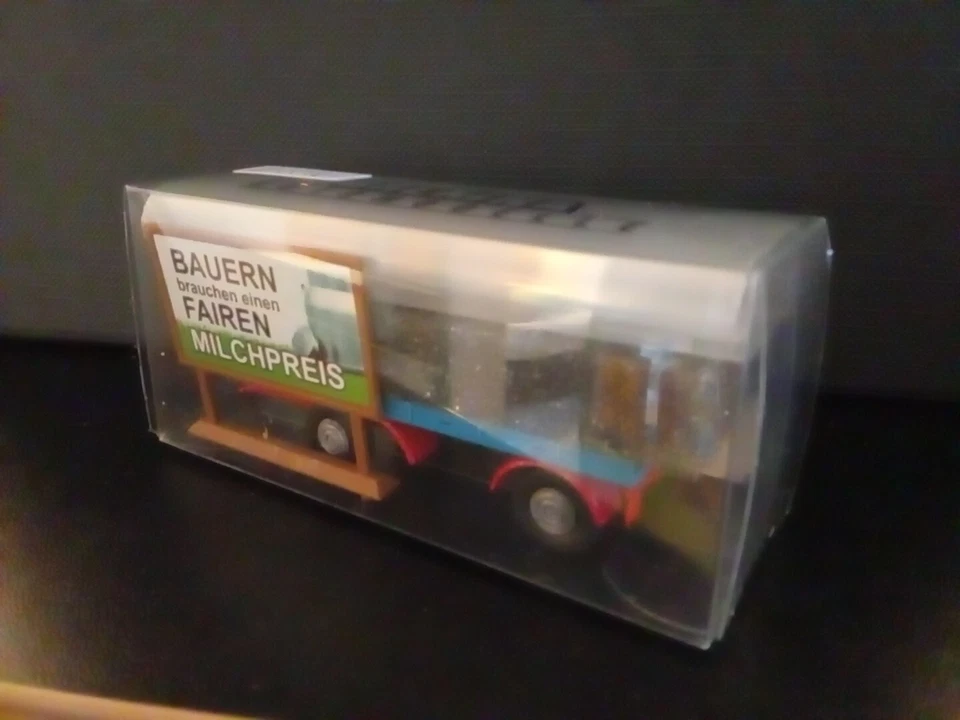 BAUERN
brauchen einen
FAIREN
MILCHPREIS